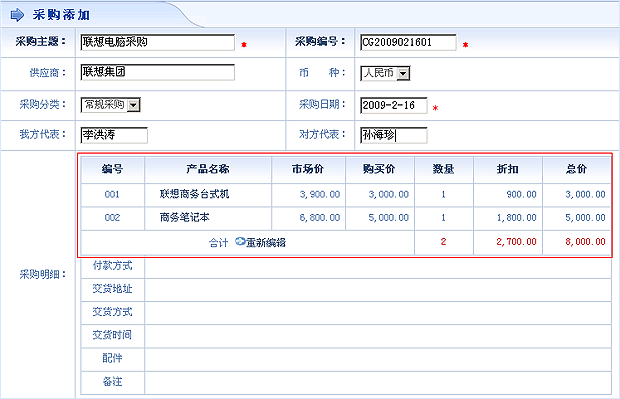 采购添加
采购主题： 联想电脑采购 * 采购编号： CG2009021601 *
供应商： 联想集团 币 种： 人民币
采购分类： 常规采购 采购日期： 2009-2-16 *
我方代表： 李洪涛 对方代表： 孙海珍
编号 产品名称 市场价 购买价 数量 折扣 总价
001 联想商务台式机 3,900.00 3,000.00 1 900.00 3,000.00
002 商务笔记本 6,800.00 5,000.00 1 1,800.00 5,000.00
合计 重新编辑 2 2,700.00 8,000.00
采购明细：
付款方式
交货地址
交货方式
交货时间
配件
备注